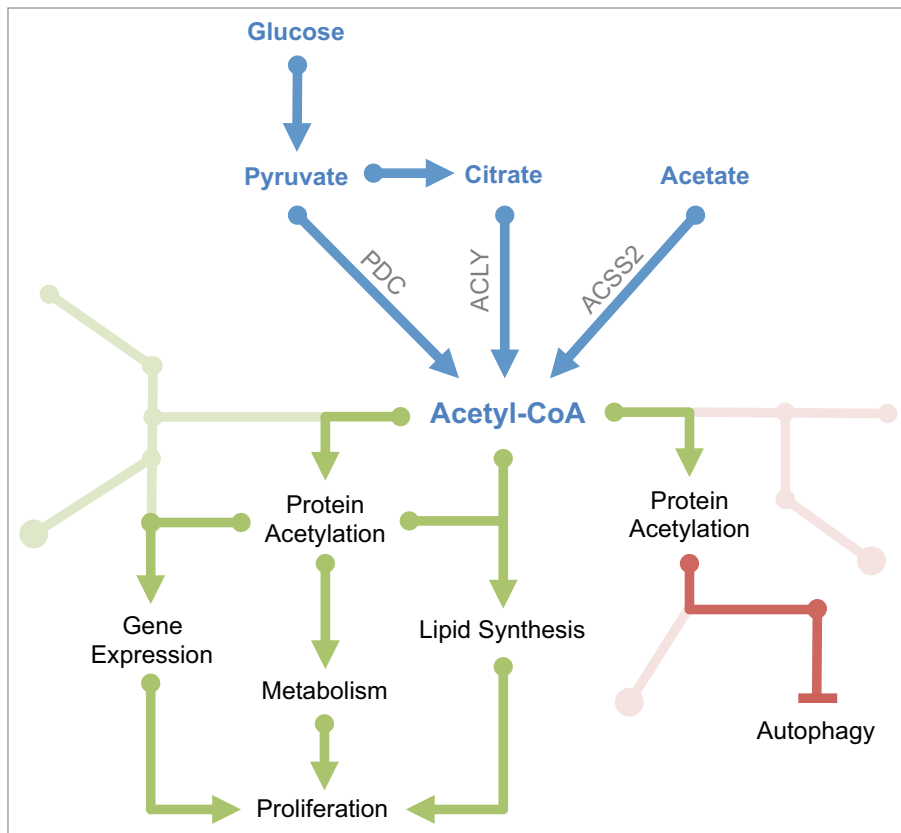 Glucose
Pyruvate
Citrate
Acetate
PDC
ACLY
ACSS2
Acetyl-CoA
Protein
Acetylation
Protein
Acetylation
Gene
Expression
Lipid Synthesis
Metabolism
Autophagy
Proliferation